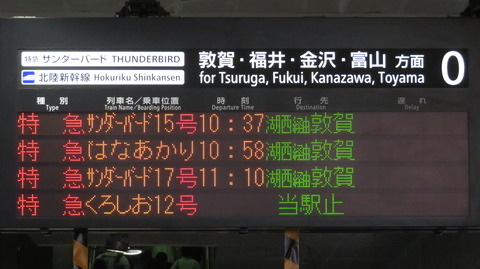 特急 サンダーバード THUNDERBIRD
北陸新幹線 Hokuriku Shinkansen
敦賀・福井・金沢・富山 方面
for Tsuruga, Fukui, Kanazawa, Toyama
0
種別 列車名/乗車位置 時刻 行先 遅れ
Type Train Name/Boarding Position Departure Time Destination Delay
特急 サンダーバード15号 10:37 湖西経由敦賀
特急 はなあかり 10:58 湖西経由敦賀
特急 サンダーバード17号 11:10 湖西経由敦賀
特急 くろしお12号 当駅止